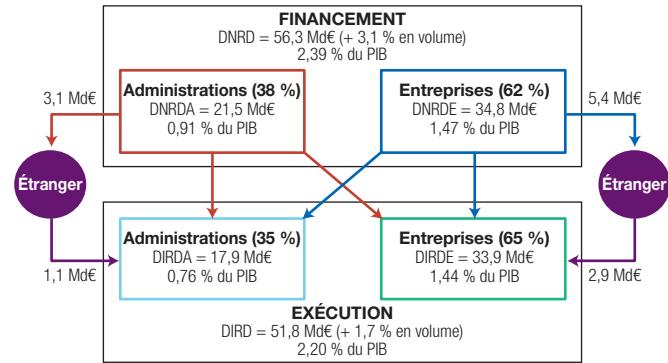 FINANCEMENT
DNRD = 56,3 Md€ (+ 3,1 % en volume)
2,39 % du PIB
3,1 Md€
Administrations (38 %)
DNRDA = 21,5 Md€
0,91 % du PIB
Entreprises (62 %)
DNRDE = 34,8 Md€
1,47 % du PIB
5,4 Md€
Étranger
Étranger
Administrations (35 %)
DIRDA = 17,9 Md€
0,76 % du PIB
Entreprises (65 %)
DIRDE = 33,9 Md€
1,44 % du PIB
1,1 Md€
2,9 Md€
EXÉCUTION
DIRD = 51,8 Md€ (+ 1,7 % en volume)
2,20 % du PIB